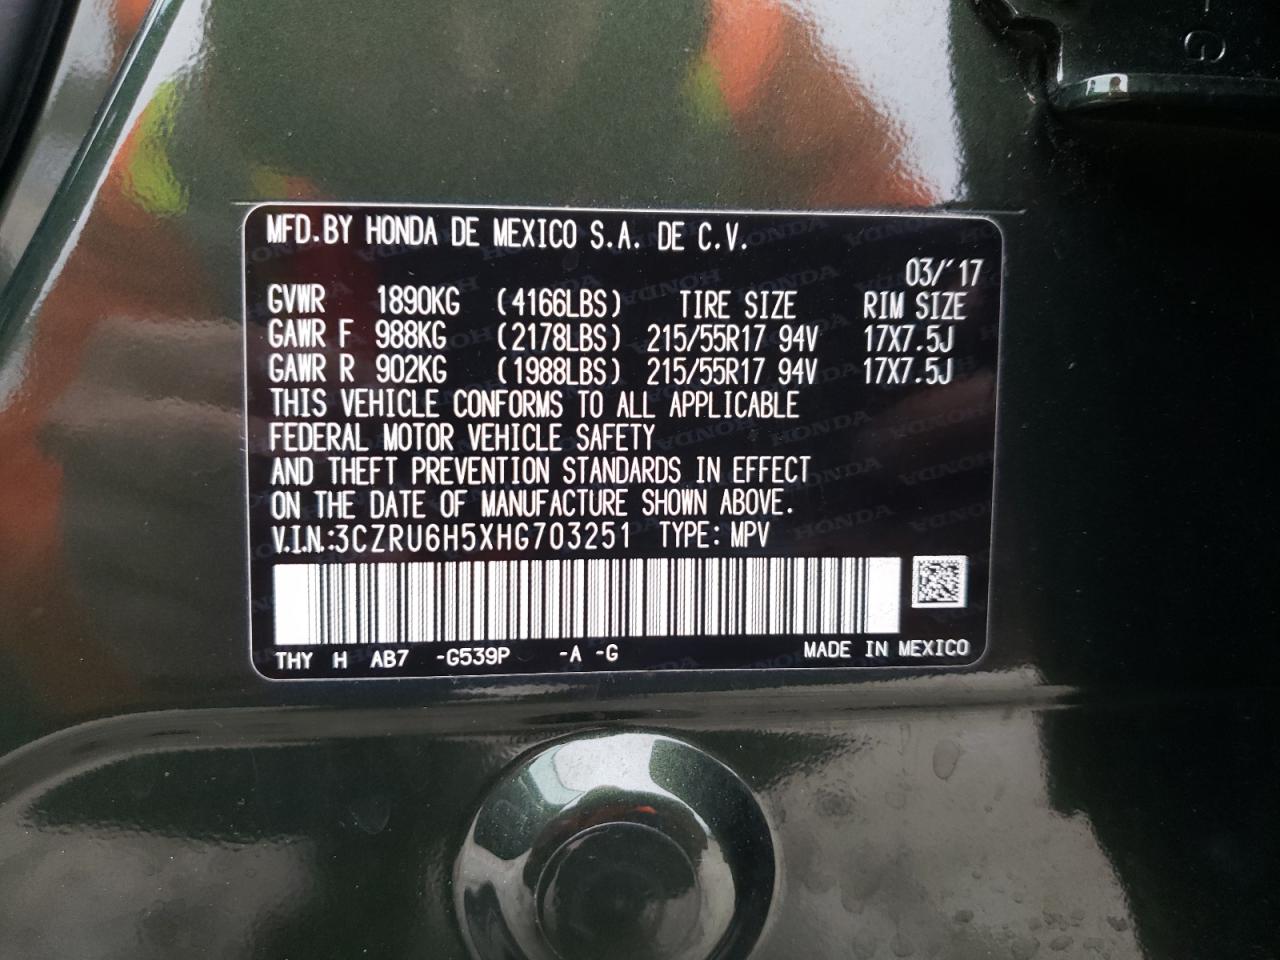 MFD.BY HONDA DE MEXICO S.A. DE C.V.
03/'17
GVWR 1890KG (4166LBS) TIRE SIZE RIM SIZE
GAWR F 988KG (2178LBS) 215/55R17 94V 17X7.5J
GAWR R 902KG (1988LBS) 215/55R17 94V 17X7.5J
THIS VEHICLE CONFORMS TO ALL APPLICABLE
FEDERAL MOTOR VEHICLE SAFETY
AND THEFT PREVENTION STANDARDS IN EFFECT
ON THE DATE OF MANUFACTURE SHOWN ABOVE.
V.I.N.:3CZRU6H5XHG703251 TYPE: MPV
THY H AB7 -G539P -A -G MADE IN MEXICO